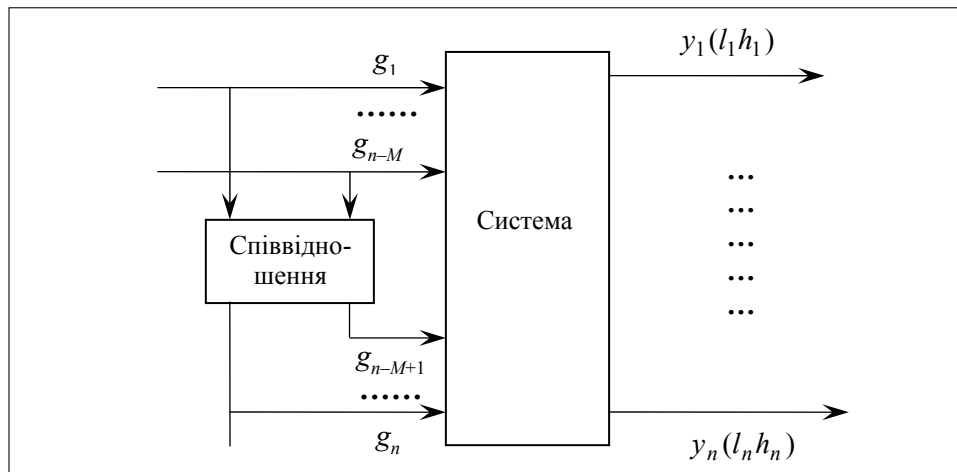 g₁
y₁(l₁h₁)
......
gₙ₋M
...
...
Система
Співвідно-
шення
...
...
...
gₙ₋M₊₁
......
gₙ
yₙ(lₙhₙ)